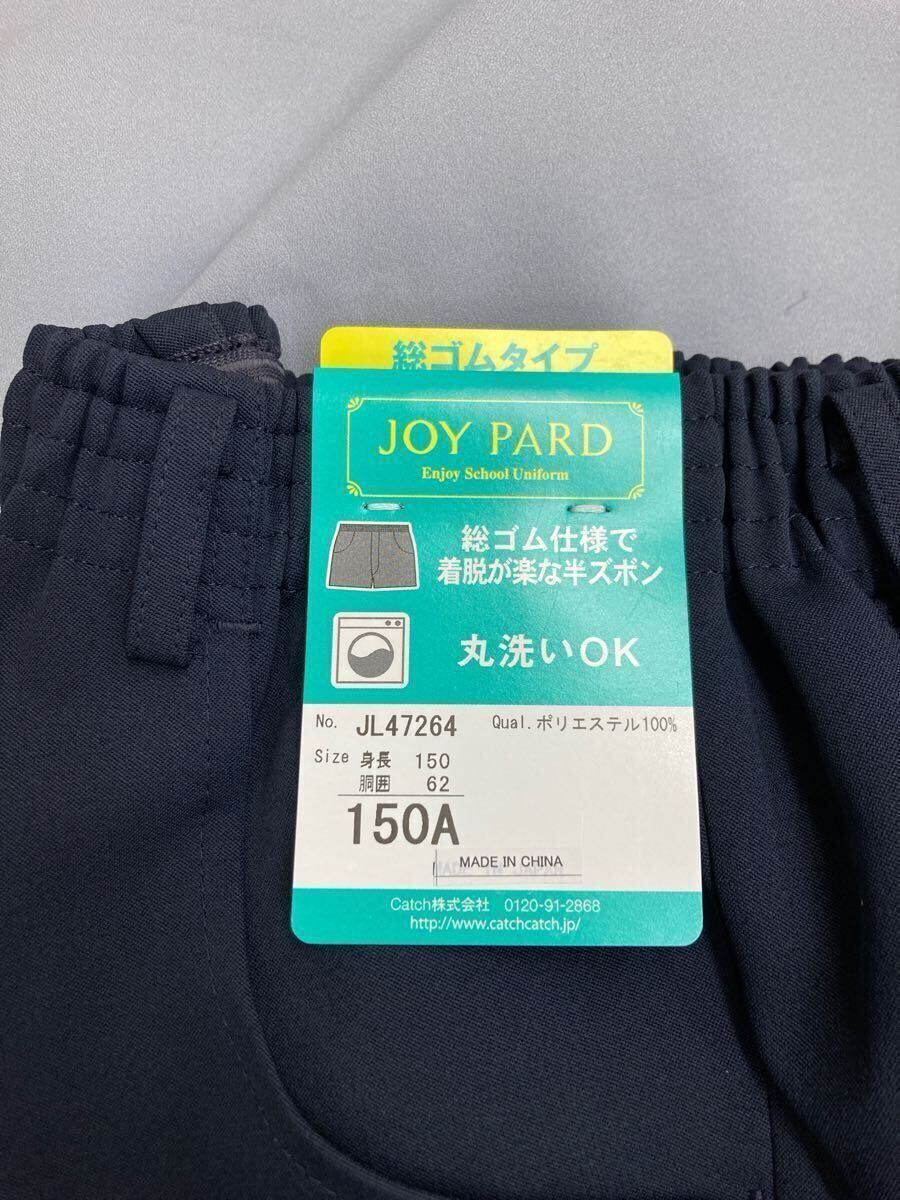 総ゴムタイプ
JOY PARD
Enjoy School Uniform
総ゴム仕様で
着脱が楽な半ズボン
丸洗いOK
No. JL47264 Qual.ポリエステル100%
Size 身長 150
胴囲 62
150A
MADE IN CHINA
Catch株式会社 0120-91-2868
http://www.catchcatch.jp/